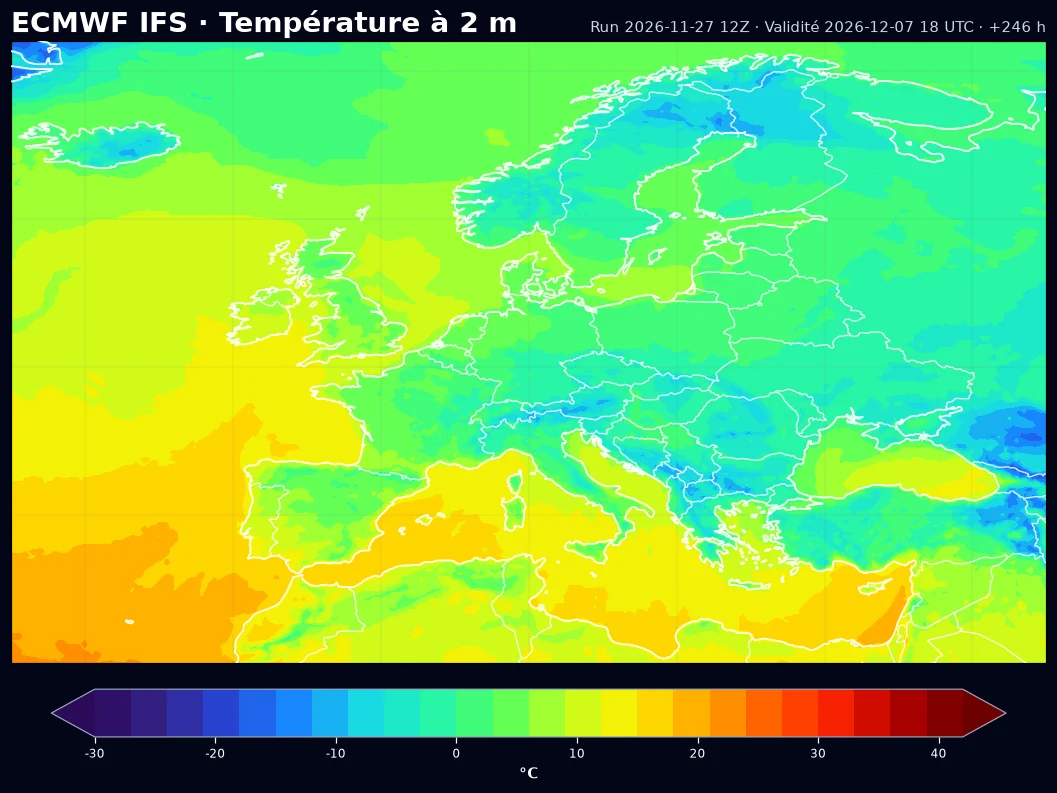 ECMWF IFS · Température à 2 m
Run 2026-11-27 12Z · Validité 2026-12-07 18 UTC · +246 h
-30 -20 -10 0 10 20 30 40
°C